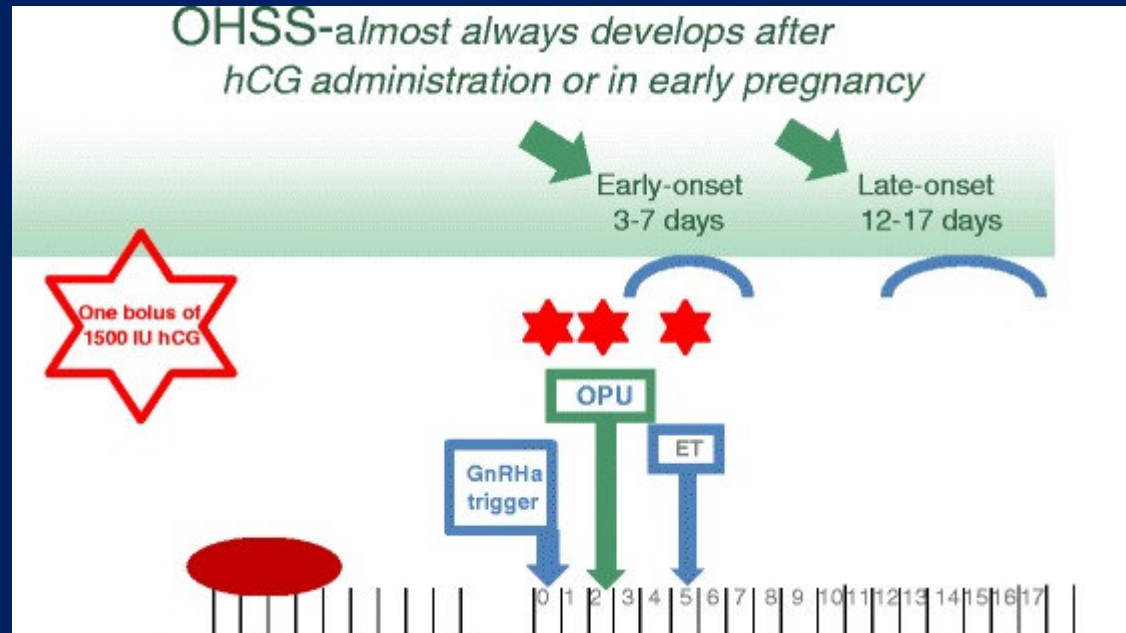 OHSS-almost always develops after
hCG administration or in early pregnancy
Early-onset
3-7 days
Late-onset
12-17 days
One bolus of
1500 IU hCG
OPU
ET
GnRHa
trigger
0 1 2 3 4 5 6 7 8 9 10 11 12 13 14 15 16 17